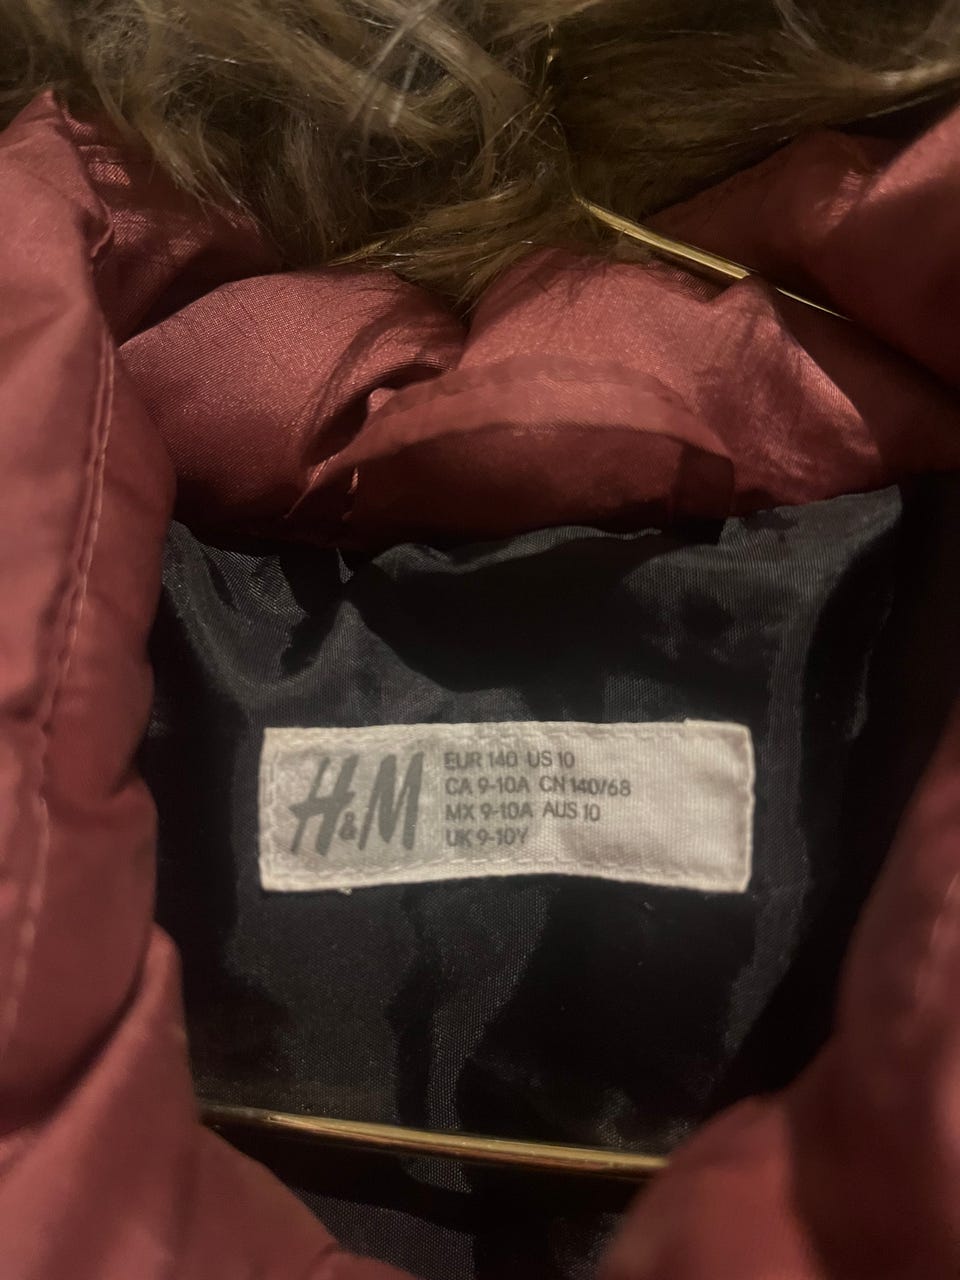 H&M
EUR 140 US 10
CA 9-10A CN 140/68
MX 9-10A AUS 10
UK 9-10Y